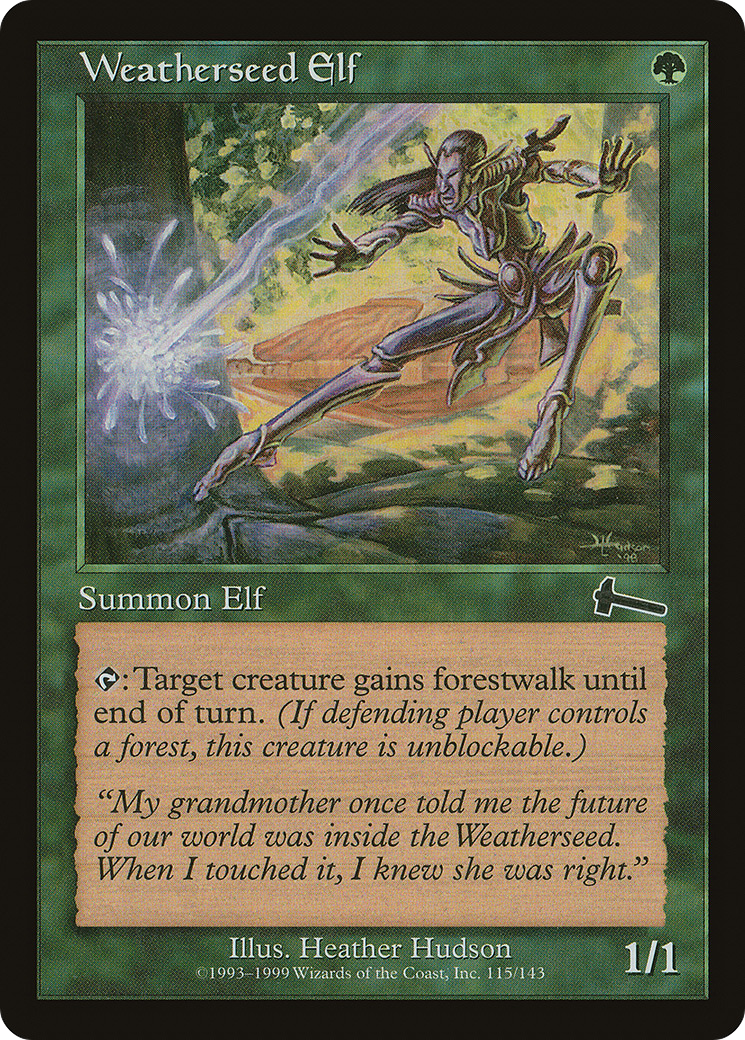 Weatherseed Elf
Summon Elf
: Target creature gains forestwalk until
end of turn. (If defending player controls
a forest, this creature is unblockable.)
“My grandmother once told me the future
of our world was inside the Weatherseed.
When I touched it, I knew she was right.”
Illus. Heather Hudson
©1993–1999 Wizards of the Coast, Inc. 115/143
1/1